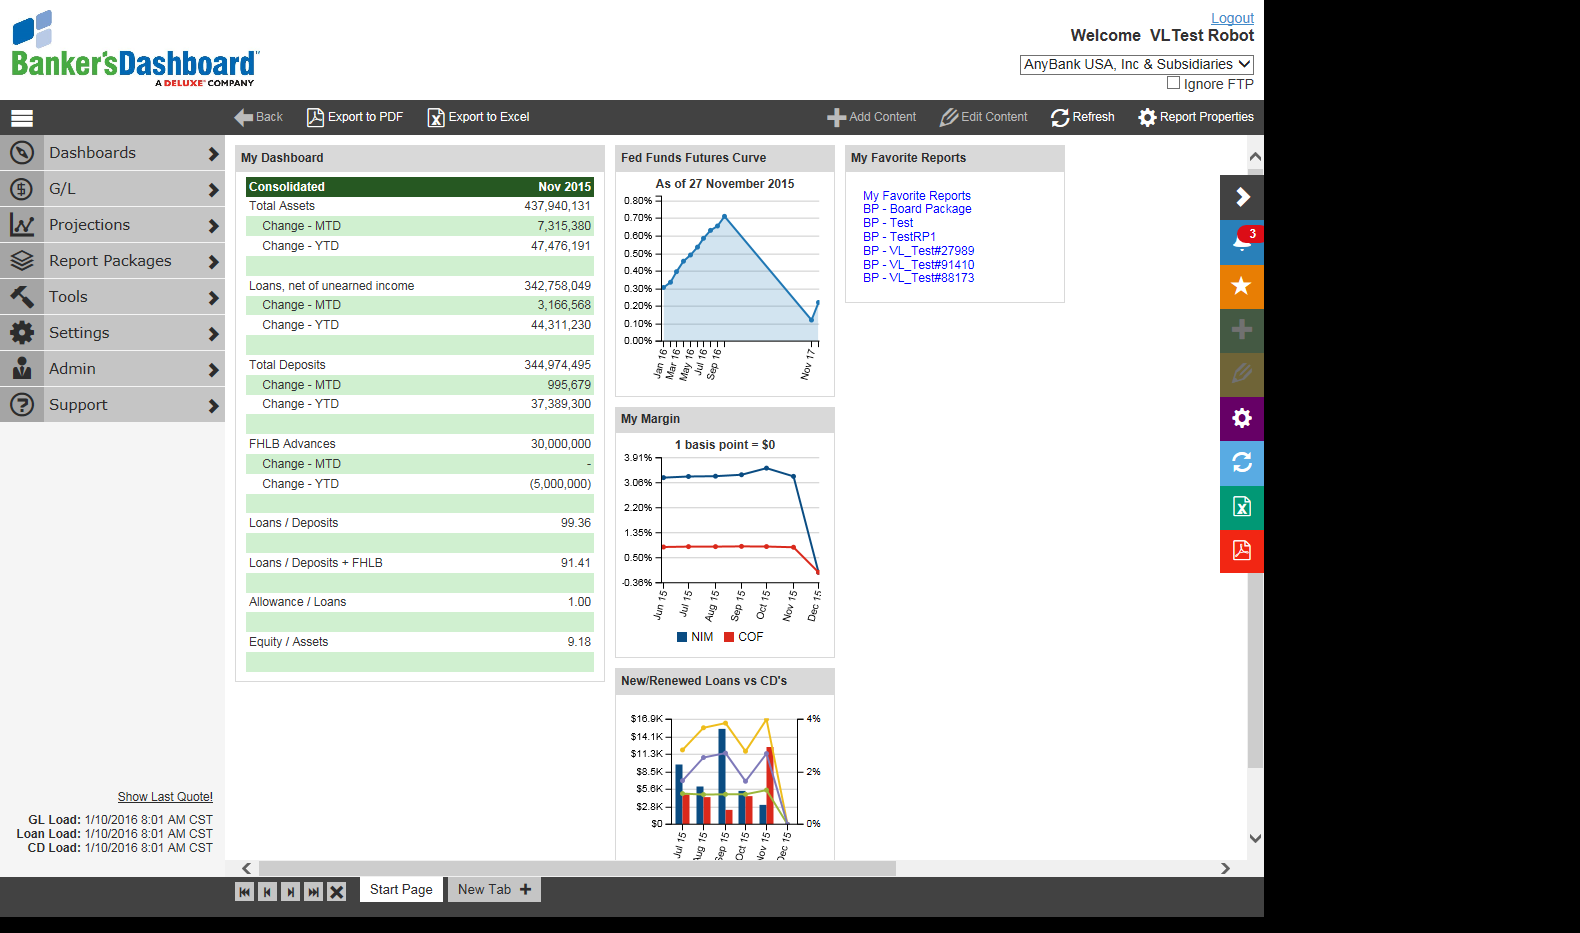 Logout
Welcome VLTest Robot
Banker'sDashboard
A DELUXE COMPANY
AnyBank USA, Inc & Subsidiaries
Ignore FTP
Back
Export to PDF
Export to Excel
Add Content
Edit Content
Refresh
Report Properties
Dashboards
G/L
Projections
Report Packages
Tools
Settings
Admin
Support
Show Last Quote!
GL Load: 1/10/2016 8:01 AM CST
Loan Load: 1/10/2016 8:01 AM CST
CD Load: 1/10/2016 8:01 AM CST
My Dashboard
Consolidated Nov 2015
Total Assets 437,940,131
Change - MTD 7,315,380
Change - YTD 47,476,191
Loans, net of unearned income 342,758,049
Change - MTD 3,166,568
Change - YTD 44,311,230
Total Deposits 344,974,495
Change - MTD 995,679
Change - YTD 37,389,300
FHLB Advances 30,000,000
Change - MTD -
Change - YTD (5,000,000)
Loans / Deposits 99.36
Loans / Deposits + FHLB 91.41
Allowance / Loans 1.00
Equity / Assets 9.18
Fed Funds Futures Curve
As of 27 November 2015
0.80%
0.70%
0.60%
0.50%
0.40%
0.30%
0.20%
0.10%
0.00%
Jan 16
Mar 16
May 16
Jul 16
Sep 16
Nov 17
My Margin
1 basis point = $0
3.91%
3.06%
2.20%
1.35%
0.50%
-0.36%
Jun 15
Jul 15
Aug 15
Sep 15
Oct 15
Nov 15
Dec 15
NIM COF
New/Renewed Loans vs CD's
$16.9K 4%
$14.1K
$11.3K
$8.5K 2%
$5.6K
$2.8K
$0 0%
Jul 15
Aug 15
Sep 15
Oct 15
Nov 15
Dec 15
My Favorite Reports
My Favorite Reports
BP - Board Package
BP - Test
BP - TestRP1
BP - VL_Test#27989
BP - VL_Test#91410
BP - VL_Test#88173
3
Start Page
New Tab